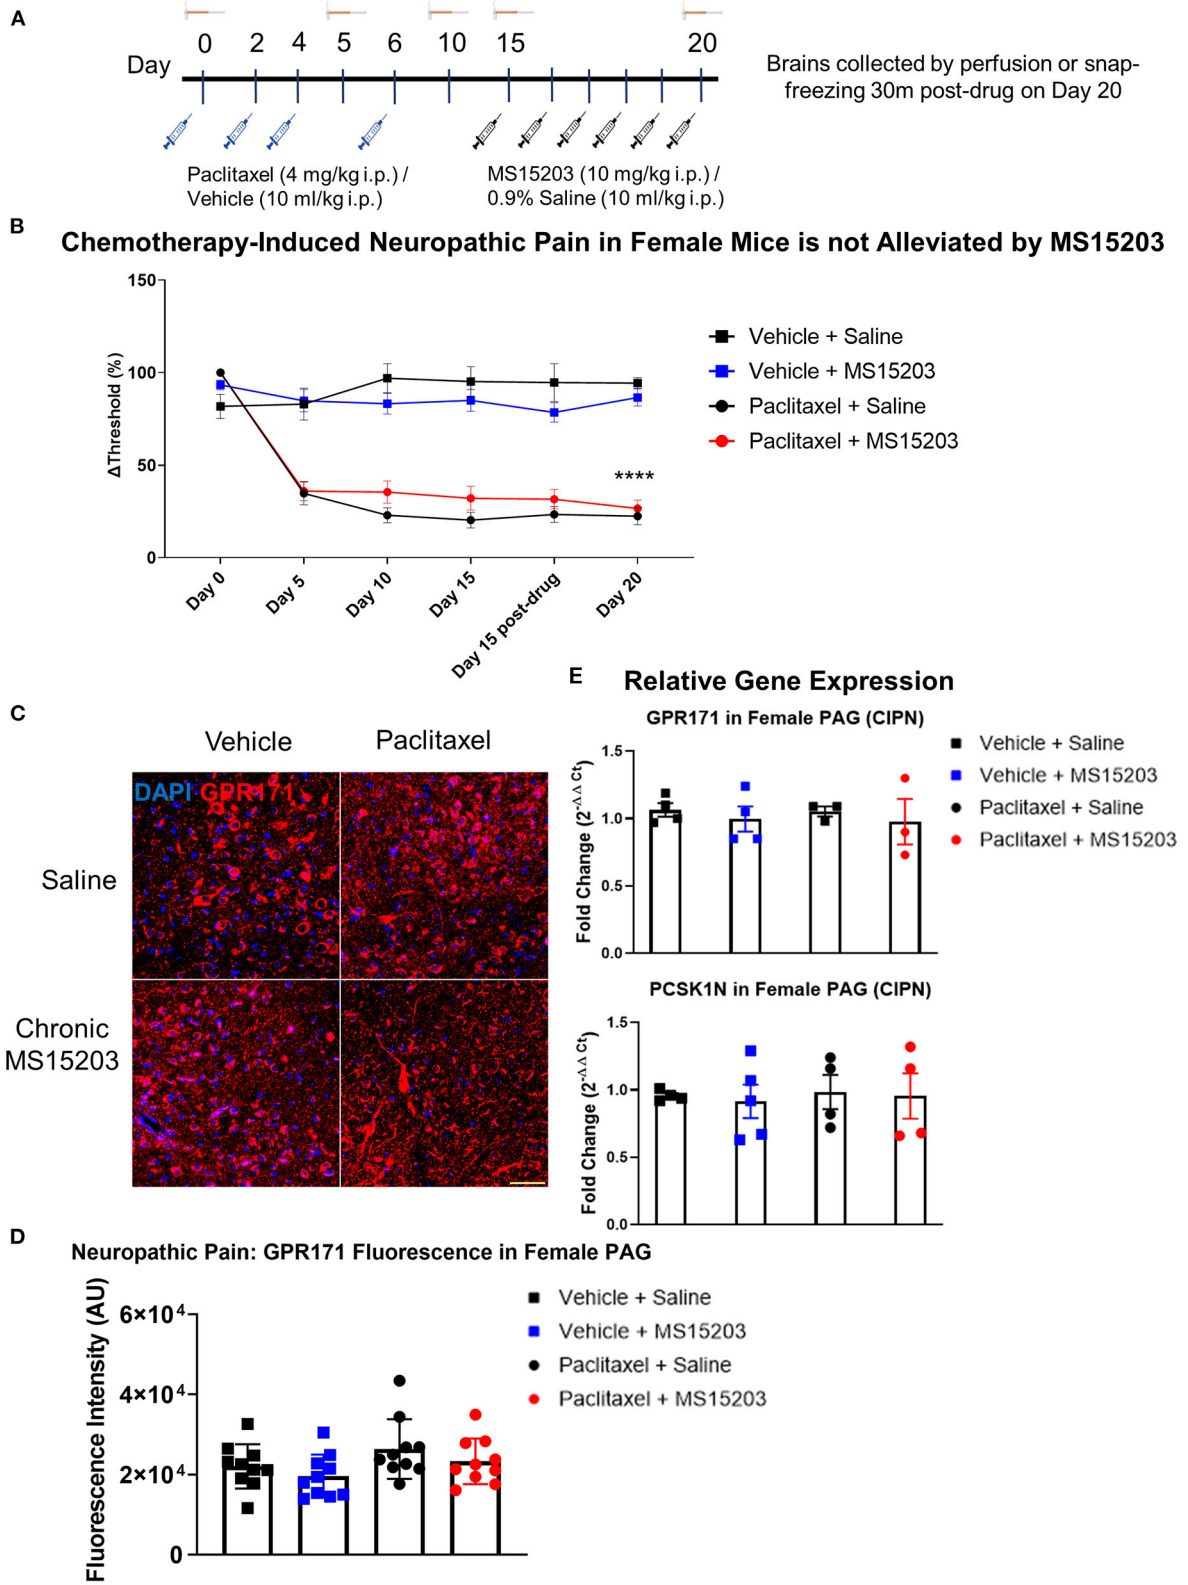 A
0 2 4 5 6 10 15 20
Day
Brains collected by perfusion or snap-
freezing 30m post-drug on Day 20
Paclitaxel (4 mg/kg i.p.) /
Vehicle (10 ml/kg i.p.)
MS15203 (10 mg/kg i.p.) /
0.9% Saline (10 ml/kg i.p.)
B
Chemotherapy-Induced Neuropathic Pain in Female Mice is not Alleviated by MS15203
ΔThreshold (%)
150
100
50
0
****
Day 0
Day 5
Day 10
Day 15
Day 15 post-drug
Day 20
Vehicle + Saline
Vehicle + MS15203
Paclitaxel + Saline
Paclitaxel + MS15203
C
Vehicle
Paclitaxel
DAPI GPR171
Saline
Chronic
MS15203
E
Relative Gene Expression
GPR171 in Female PAG (CIPN)
Fold Change (2^-ΔΔCt)
1.5
1.0
0.5
0.0
Vehicle + Saline
Vehicle + MS15203
Paclitaxel + Saline
Paclitaxel + MS15203
PCSK1N in Female PAG (CIPN)
Fold Change (2^-ΔΔCt)
1.5
1.0
0.5
0.0
D
Neuropathic Pain: GPR171 Fluorescence in Female PAG
Fluorescence Intensity (AU)
6×10⁴
4×10⁴
2×10⁴
0
Vehicle + Saline
Vehicle + MS15203
Paclitaxel + Saline
Paclitaxel + MS15203